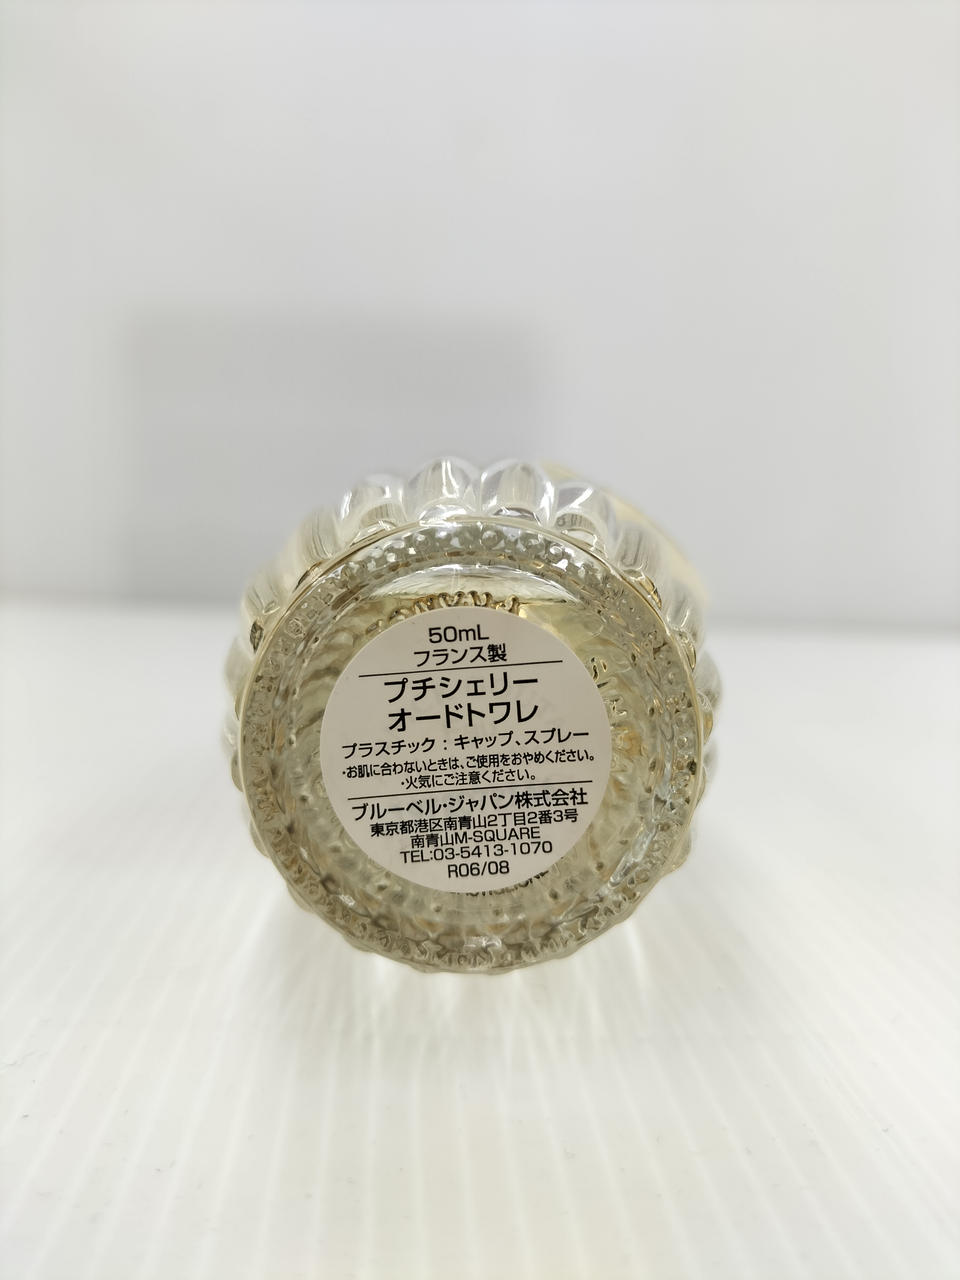 50mL
フランス製
プチシェリー
オードトワレ
プラスチック：キャップ、スプレー
･お肌に合わないときは、ご使用をおやめください。
･火気にご注意ください。
ブルーベル・ジャパン株式会社
東京都港区南青山2丁目2番3号
南青山M-SQUARE
TEL:03-5413-1070
R06/08